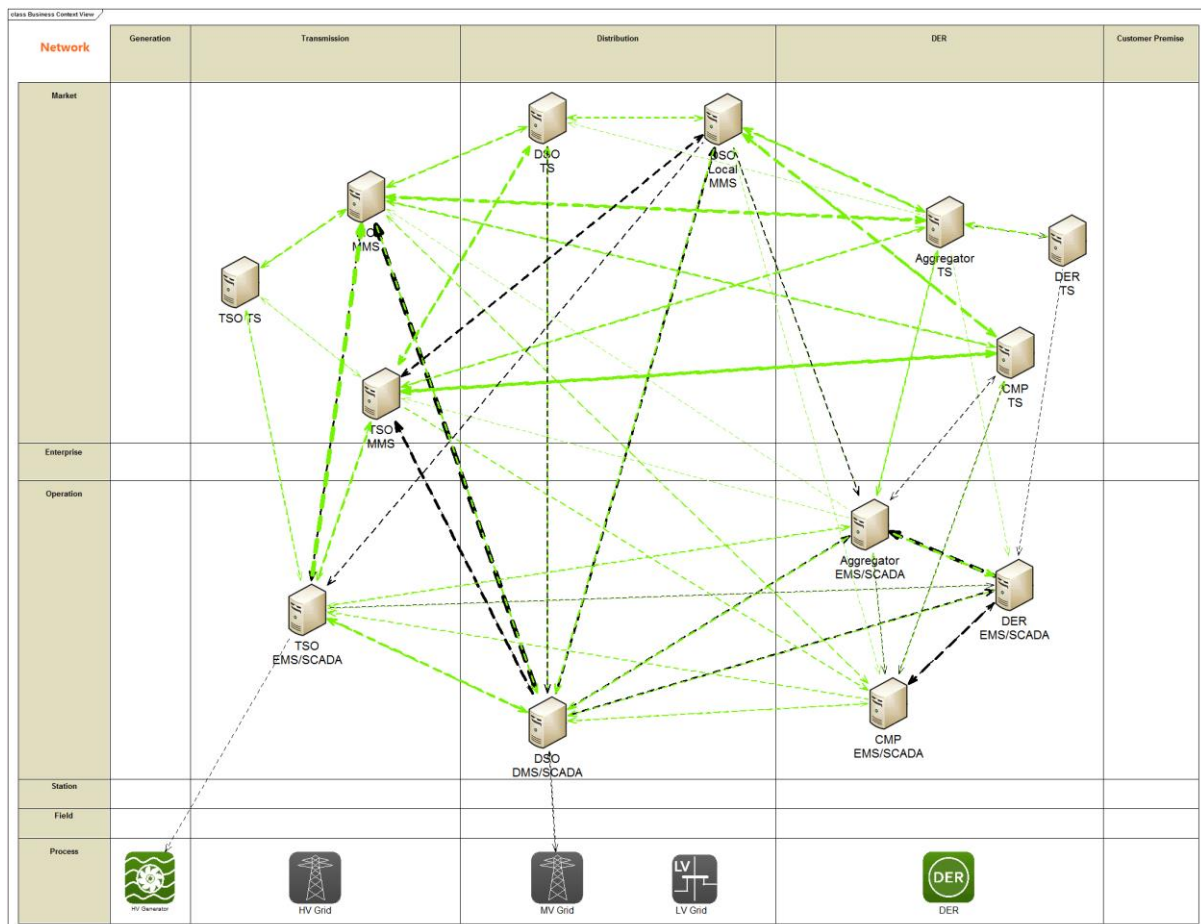 class Business Context View
Network
Generation
Transmission
Distribution
DER
Customer Premise
Market
DSO
TS
DSO
Local
MMS
MMS
Aggregator
TS
DER
TS
TSO TS
CMP
TS
TSO
MMS
Enterprise
Operation
Aggregator
EMS/SCADA
DER
EMS/SCADA
TSO
EMS/SCADA
CMP
EMS/SCADA
DSO
DMS/SCADA
Station
Field
Process
HV Generator
HV Grid
MV Grid
LV
LV Grid
DER
DER